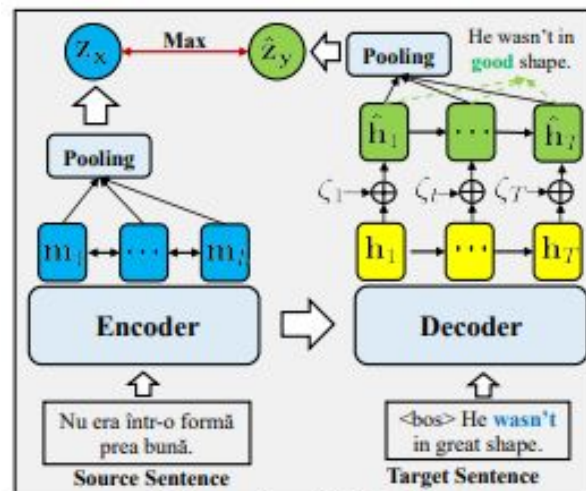 z_x Max ẑ_y
He wasn't in
good shape.
Pooling
Pooling
ĥ_1 ⋯ ĥ_T
ζ_1 ζ_t ζ_T
m_1 ⋯ m_L
h_1 ⋯ h_T
Encoder
Decoder
Nu era într-o formă
prea bună.
<bos> He wasn't
in great shape.
Source Sentence
Target Sentence